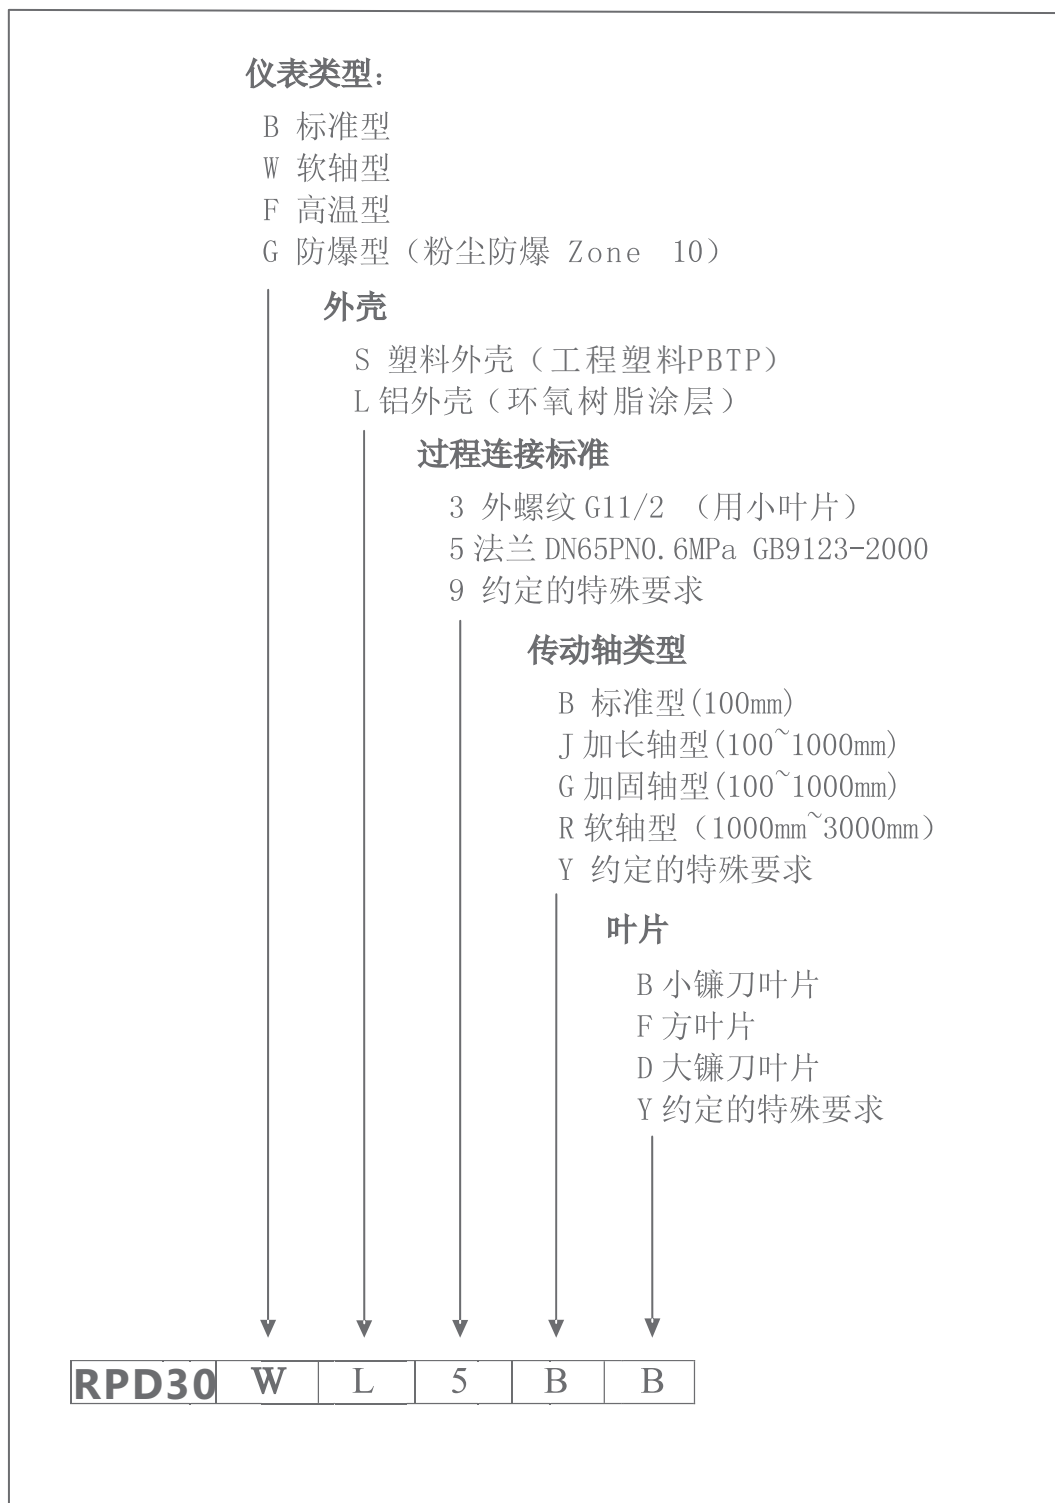 仪表类型：
B 标准型
W 软轴型
F 高温型
G 防爆型（粉尘防爆 Zone 10）
外壳
S 塑料外壳（工程塑料PBTP）
L 铝外壳（环氧树脂涂层）
过程连接标准
3 外螺纹 G11/2 （用小叶片）
5 法兰 DN65PN0.6MPa GB9123-2000
9 约定的特殊要求
传动轴类型
B 标准型(100mm)
J 加长轴型(100~1000mm)
G 加固轴型(100~1000mm)
R 软轴型（1000mm~3000mm）
Y 约定的特殊要求
叶片
B 小镰刀叶片
F 方叶片
D 大镰刀叶片
Y 约定的特殊要求
RPD30 W L 5 B B